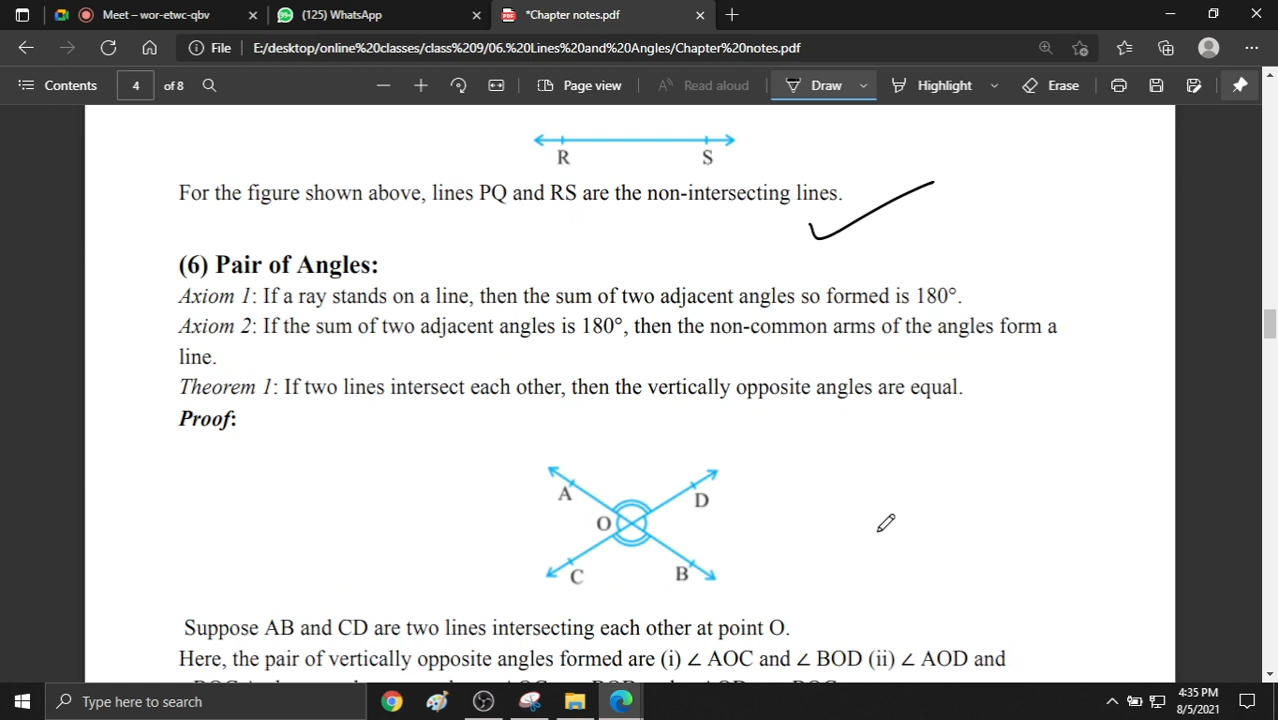 Meet – wor-etwc-qbv
(125) WhatsApp
*Chapter notes.pdf
File
E:/desktop/online%20classes/class%209/06.%20Lines%20and%20Angles/Chapter%20notes.pdf
Contents
4
of 8
Page view
Read aloud
Draw
Highlight
Erase
R
S
For the figure shown above, lines PQ and RS are the non-intersecting lines.
(6) Pair of Angles:
Axiom 1: If a ray stands on a line, then the sum of two adjacent angles so formed is 180°.
Axiom 2: If the sum of two adjacent angles is 180°, then the non-common arms of the angles form a
line.
Theorem 1: If two lines intersect each other, then the vertically opposite angles are equal.
Proof:
A
D
O
C
B
Suppose AB and CD are two lines intersecting each other at point O.
Here, the pair of vertically opposite angles formed are (i) ∠ AOC and ∠ BOD (ii) ∠ AOD and
Type here to search
4:35 PM
8/5/2021